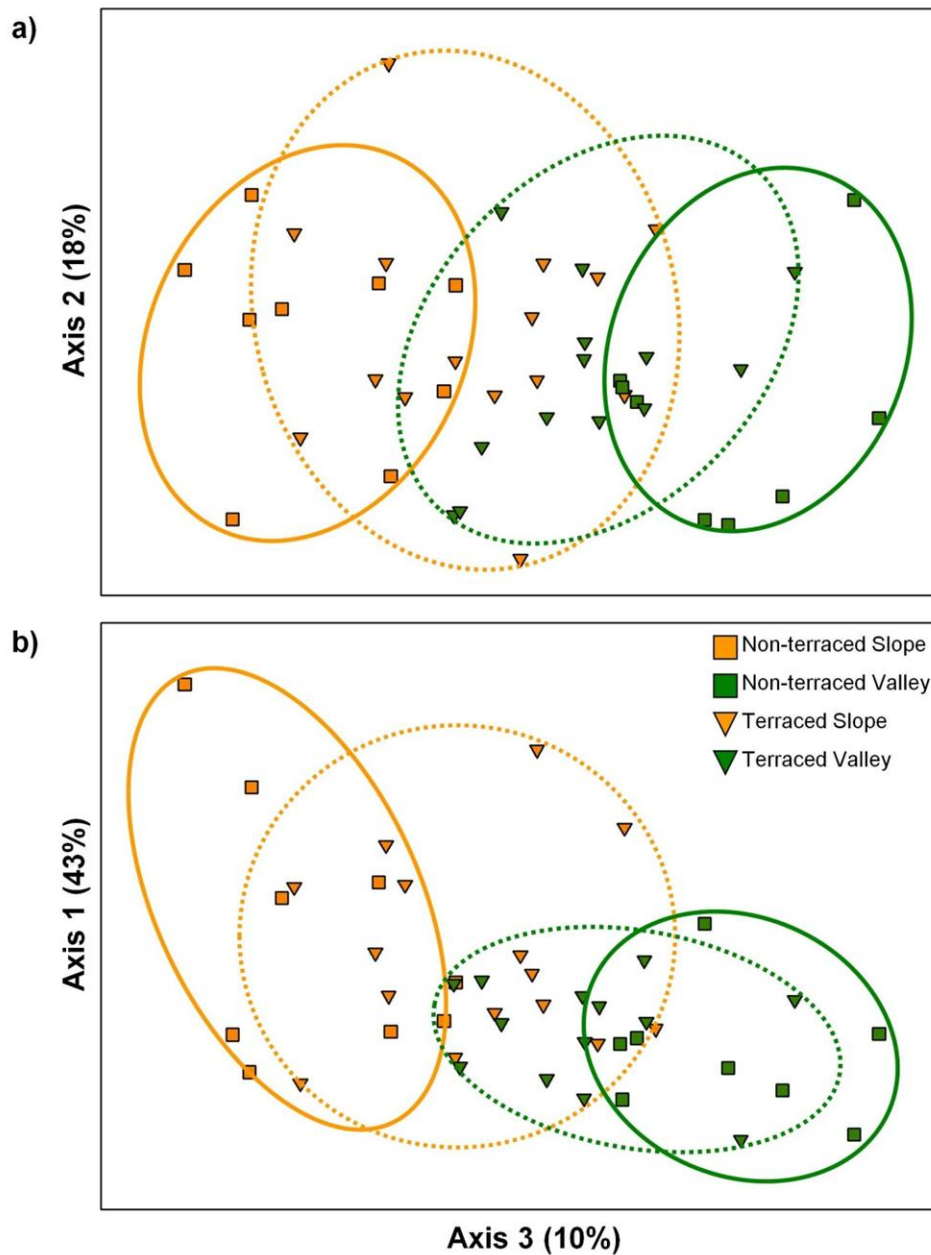 a)
Axis 2 (18%)
b)
Non-terraced Slope
Non-terraced Valley
Terraced Slope
Terraced Valley
Axis 1 (43%)
Axis 3 (10%)